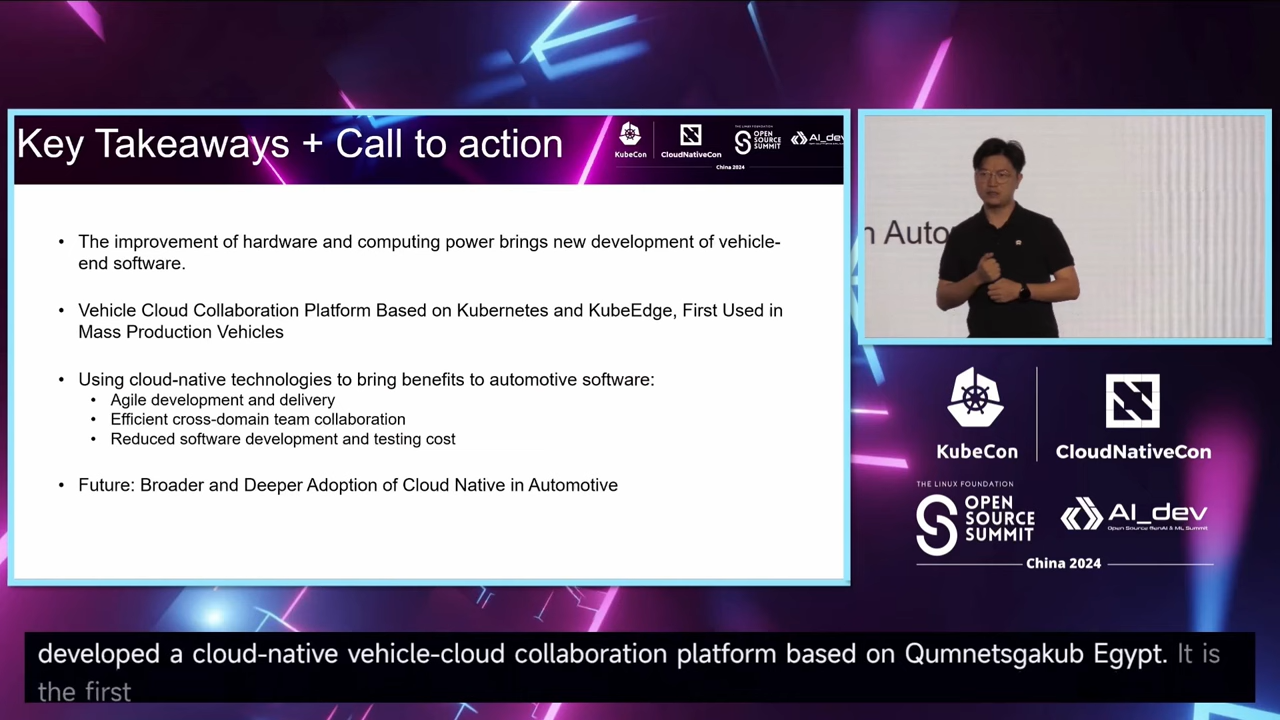 Key Takeaways + Call to action
KubeCon
CloudNativeCon
THE LINUX FOUNDATION
OPEN
SOURCE
SUMMIT
AI_dev
China 2024
• The improvement of hardware and computing power brings new development of vehicle-
end software.
• Vehicle Cloud Collaboration Platform Based on Kubernetes and KubeEdge, First Used in
Mass Production Vehicles
• Using cloud-native technologies to bring benefits to automotive software:
• Agile development and delivery
• Efficient cross-domain team collaboration
• Reduced software development and testing cost
• Future: Broader and Deeper Adoption of Cloud Native in Automotive
n Auto
KubeCon
CloudNativeCon
THE LINUX FOUNDATION
OPEN
SOURCE
SUMMIT
AI_dev
Open Source GenAI & ML Summit
China 2024
developed a cloud-native vehicle-cloud collaboration platform based on Qumnetsgakub Egypt. It is
the first